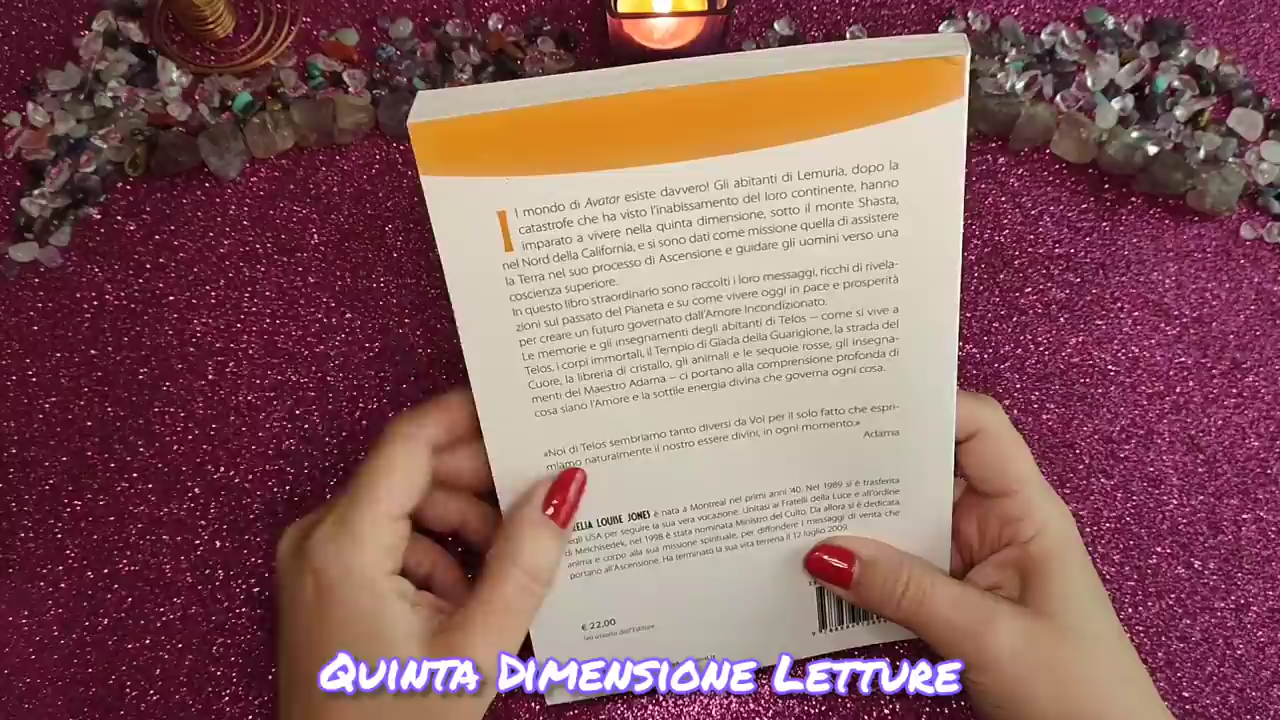 Il mondo di Avatar esiste davvero! Gli abitanti di Lemuria, dopo la
catastrofe che ha visto l'inabissamento del loro continente, hanno
imparato a vivere nella quinta dimensione, sotto il monte Shasta,
nel Nord della California, e si sono dati come missione quella di assistere
la Terra nel suo processo di Ascensione e guidare gli uomini verso una
coscienza superiore.
In questo libro straordinario sono raccolti i loro messaggi, ricchi di rivela-
zioni sul passato del Pianeta e su come vivere oggi in pace e prosperità
per creare un futuro governato dall'Amore Incondizionato.
Le memorie e gli insegnamenti degli abitanti di Telos – come si vive a
Telos, i corpi immortali, il Tempio di Giada della Guarigione, la strada del
Cuore, la libreria di cristallo, gli animali e le sequoie rosse, gli insegna-
menti del Maestro Adama – ci portano alla comprensione profonda di
cosa siano l'Amore e la sottile energia divina che governa ogni cosa.
«Noi di Telos sembriamo tanto diversi da Voi per il solo fatto che espri-
miamo naturalmente il nostro essere divini, in ogni momento.»
Adama
ELIA LOUISE JONES è nata a Montreal nei primi anni '40. Nel 1989 si è trasferita
egli USA per seguire la sua vera vocazione. Unitasi ai Fratelli della Luce e all'ordine
di Melchisedek, nel 1998 è stata nominata Ministro del Culto. Da allora si è dedicata
anima e corpo alla sua missione spirituale, per diffondere i messaggi di verità che
portano all'Ascensione. Ha terminato la sua vita terrena il 12 luglio 2009.
€ 22,00
Iva assolta dall'Editore
Quinta Dimensione Letture